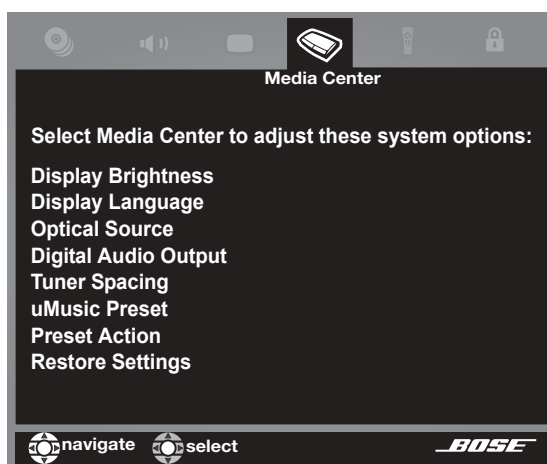 Media Center
Select Media Center to adjust these system options:
Display Brightness
Display Language
Optical Source
Digital Audio Output
Tuner Spacing
uMusic Preset
Preset Action
Restore Settings
navigate select BOSE